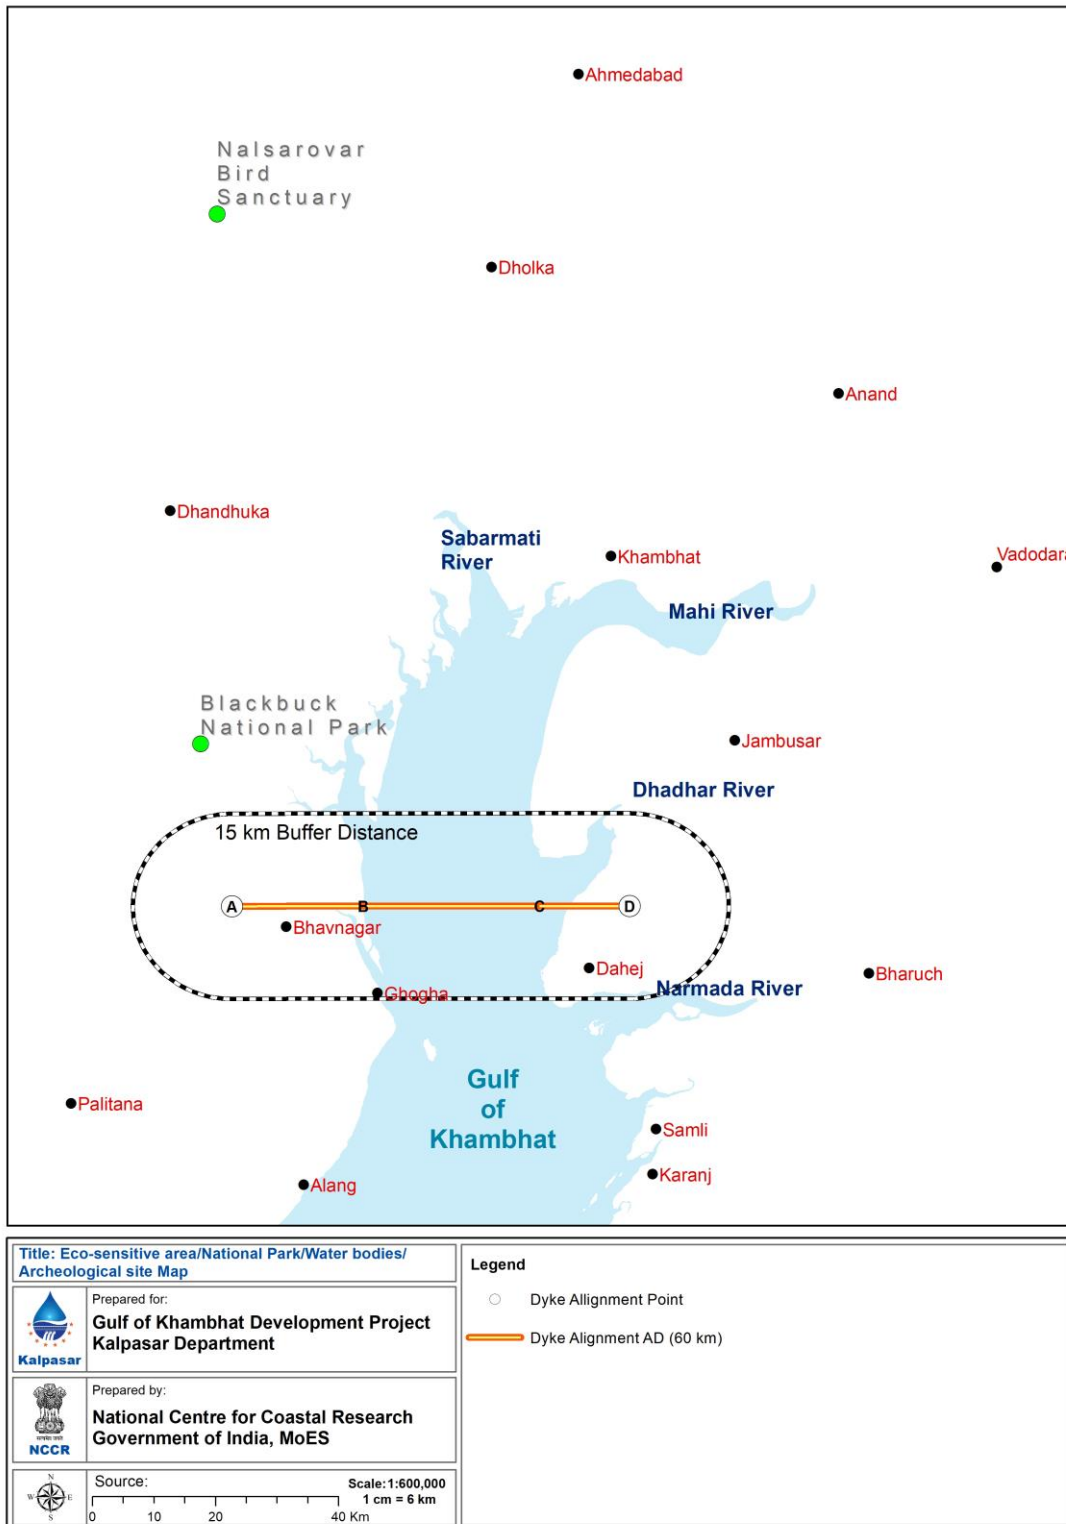 Ahmedabad
Nalsarovar
Bird
Sanctuary
Dholka
Anand
Dhandhuka
Sabarmati
River
Khambhat
Vadodara
Mahi River
Blackbuck
National Park
Jambusar
Dhadhar River
15 km Buffer Distance
A
B
C
D
Bhavnagar
Dahej
Bharuch
Ghogha
Narmada River
Gulf
of
Khambhat
Palitana
Samli
Karanj
Alang
Title: Eco-sensitive area/National Park/Water bodies/
Archeological site Map
Kalpasar
Prepared for:
Gulf of Khambhat Development Project
Kalpasar Department
NCCR
Prepared by:
National Centre for Coastal Research
Government of India, MoES
N
W E
S
Source:
Scale:1:600,000
1 cm = 6 km
0 10 20 40 Km
Legend
Dyke Allignment Point
Dyke Alignment AD (60 km)